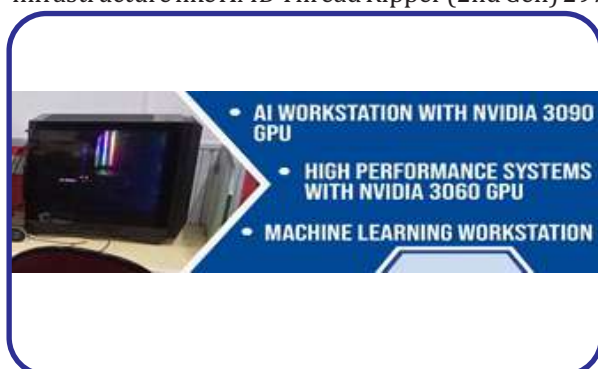 • AI WORKSTATION WITH NVIDIA 3090
GPU
• HIGH PERFORMANCE SYSTEMS
WITH NVIDIA 3060 GPU
• MACHINE LEARNING WORKSTATION